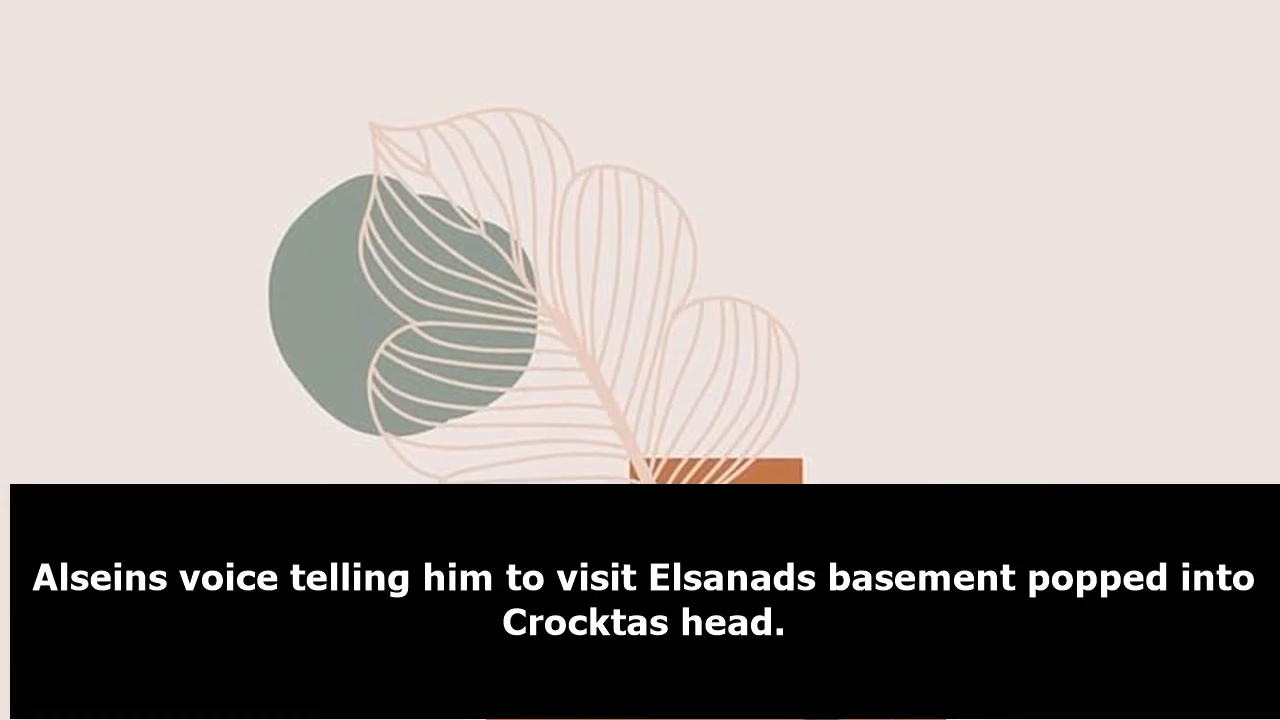 Alseins voice telling him to visit Elsanads basement popped into
Crocktas head.